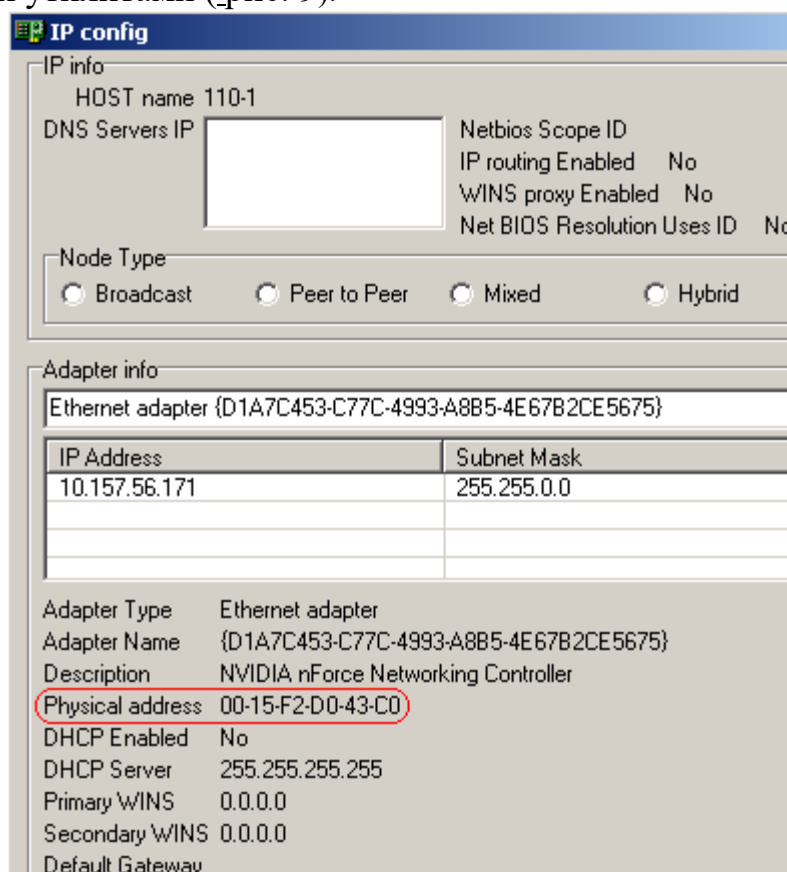 утилитами (рис. 9).
IP config
IP info
HOST name 110-1
DNS Servers IP
Netbios Scope ID
IP routing Enabled No
WINS proxy Enabled No
Net BIOS Resolution Uses ID No
Node Type
Broadcast Peer to Peer Mixed Hybrid
Adapter info
Ethernet adapter {D1A7C453-C77C-4993-A8B5-4E67B2CE5675}
IP Address Subnet Mask
10.157.56.171 255.255.0.0
Adapter Type Ethernet adapter
Adapter Name {D1A7C453-C77C-4993-A8B5-4E67B2CE5675}
Description NVIDIA nForce Networking Controller
Physical address 00-15-F2-D0-43-C0
DHCP Enabled No
DHCP Server 255.255.255.255
Primary WINS 0.0.0.0
Secondary WINS 0.0.0.0
Default Gateway